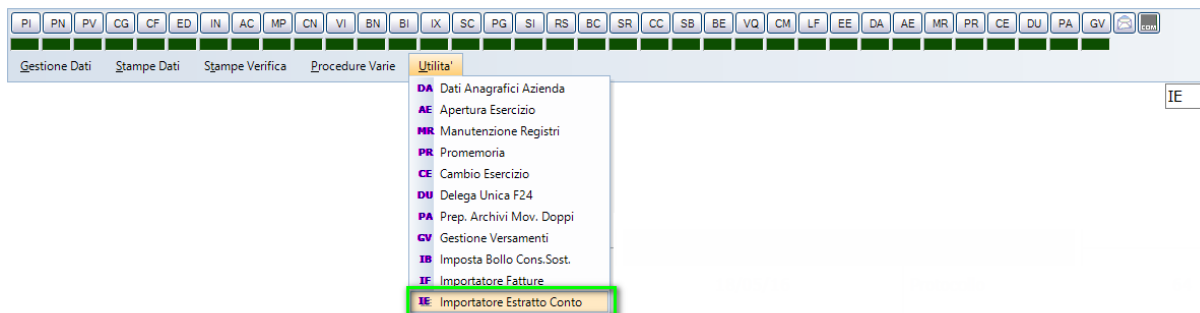 PI PN PV CG CF ED IN AC MP CN VI BN BI IX SC PG SI RS BC SR CC SB BE VQ CM LF EE DA AE MR PR CE DU PA GV COM
Gestione Dati Stampe Dati Stampe Verifica Procedure Varie Utilita'
IE
DA Dati Anagrafici Azienda
AE Apertura Esercizio
MR Manutenzione Registri
PR Promemoria
CE Cambio Esercizio
DU Delega Unica F24
PA Prep. Archivi Mov. Doppi
GV Gestione Versamenti
IB Imposta Bollo Cons.Sost.
IF Importatore Fatture
IE Importatore Estratto Conto